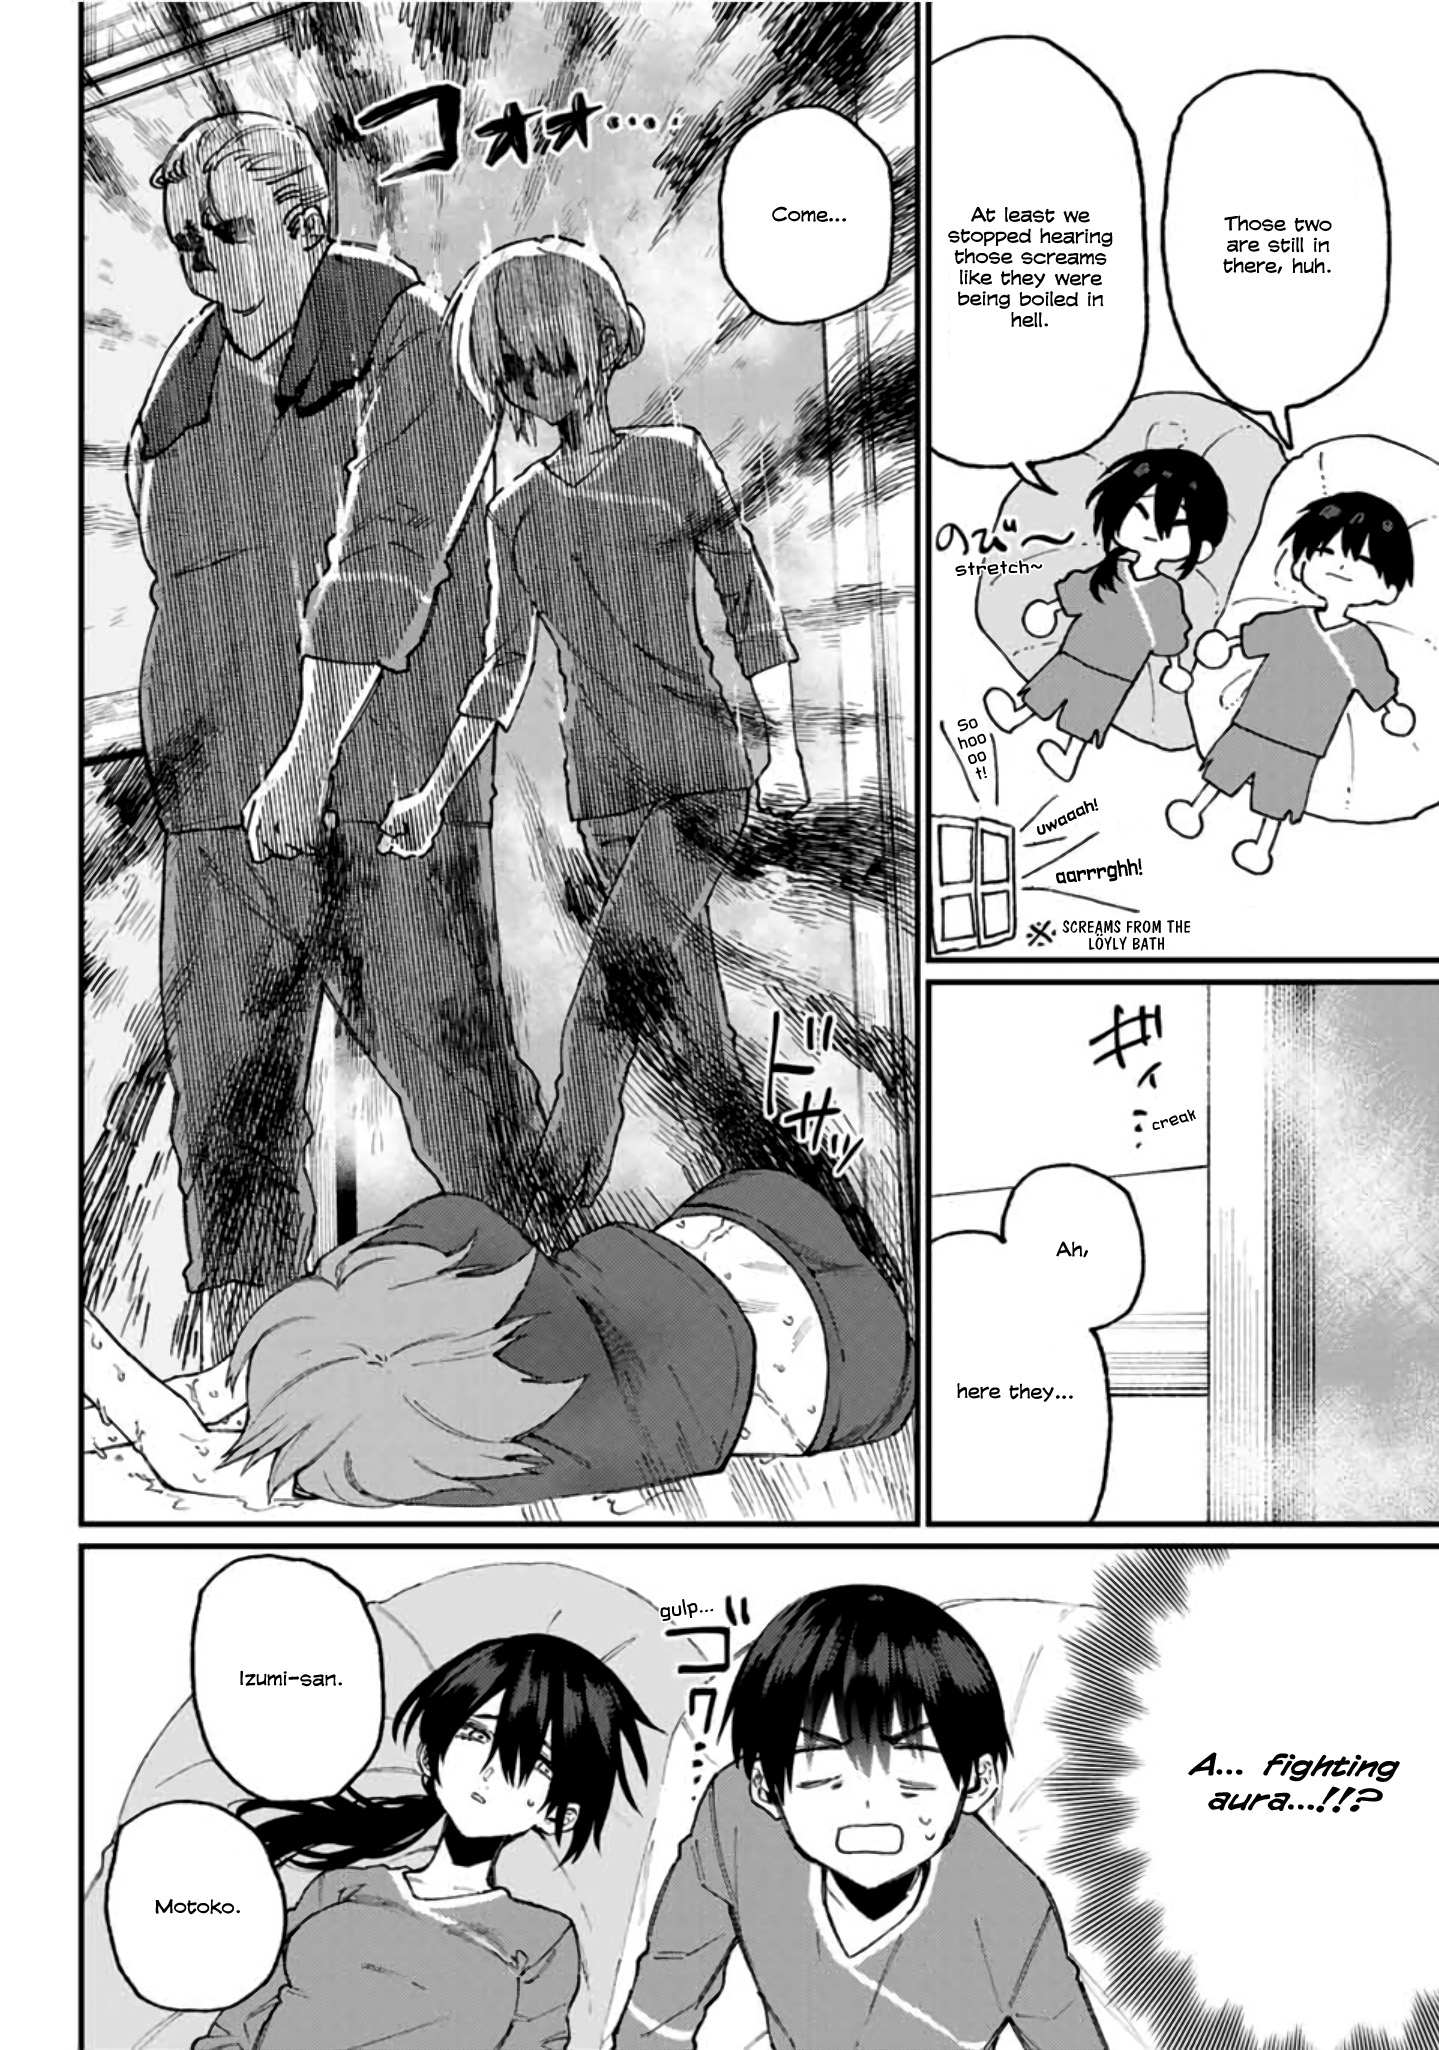 Those two
are still in
there, huh.
At least we
stopped hearing
those screams
like they were
being boiled in
hell.
のび〜
stretch~
So
hoo
oo
t!
uwaaah!
aarrrghh!
※ SCREAMS FROM THE
LÖYLY BATH
ギィ…
creak
Ah,
here they...
Come...
コォォ……
ドサッ
A... fighting
aura...!!?
gulp...
ゴクッ…
Izumi-san.
Motoko.